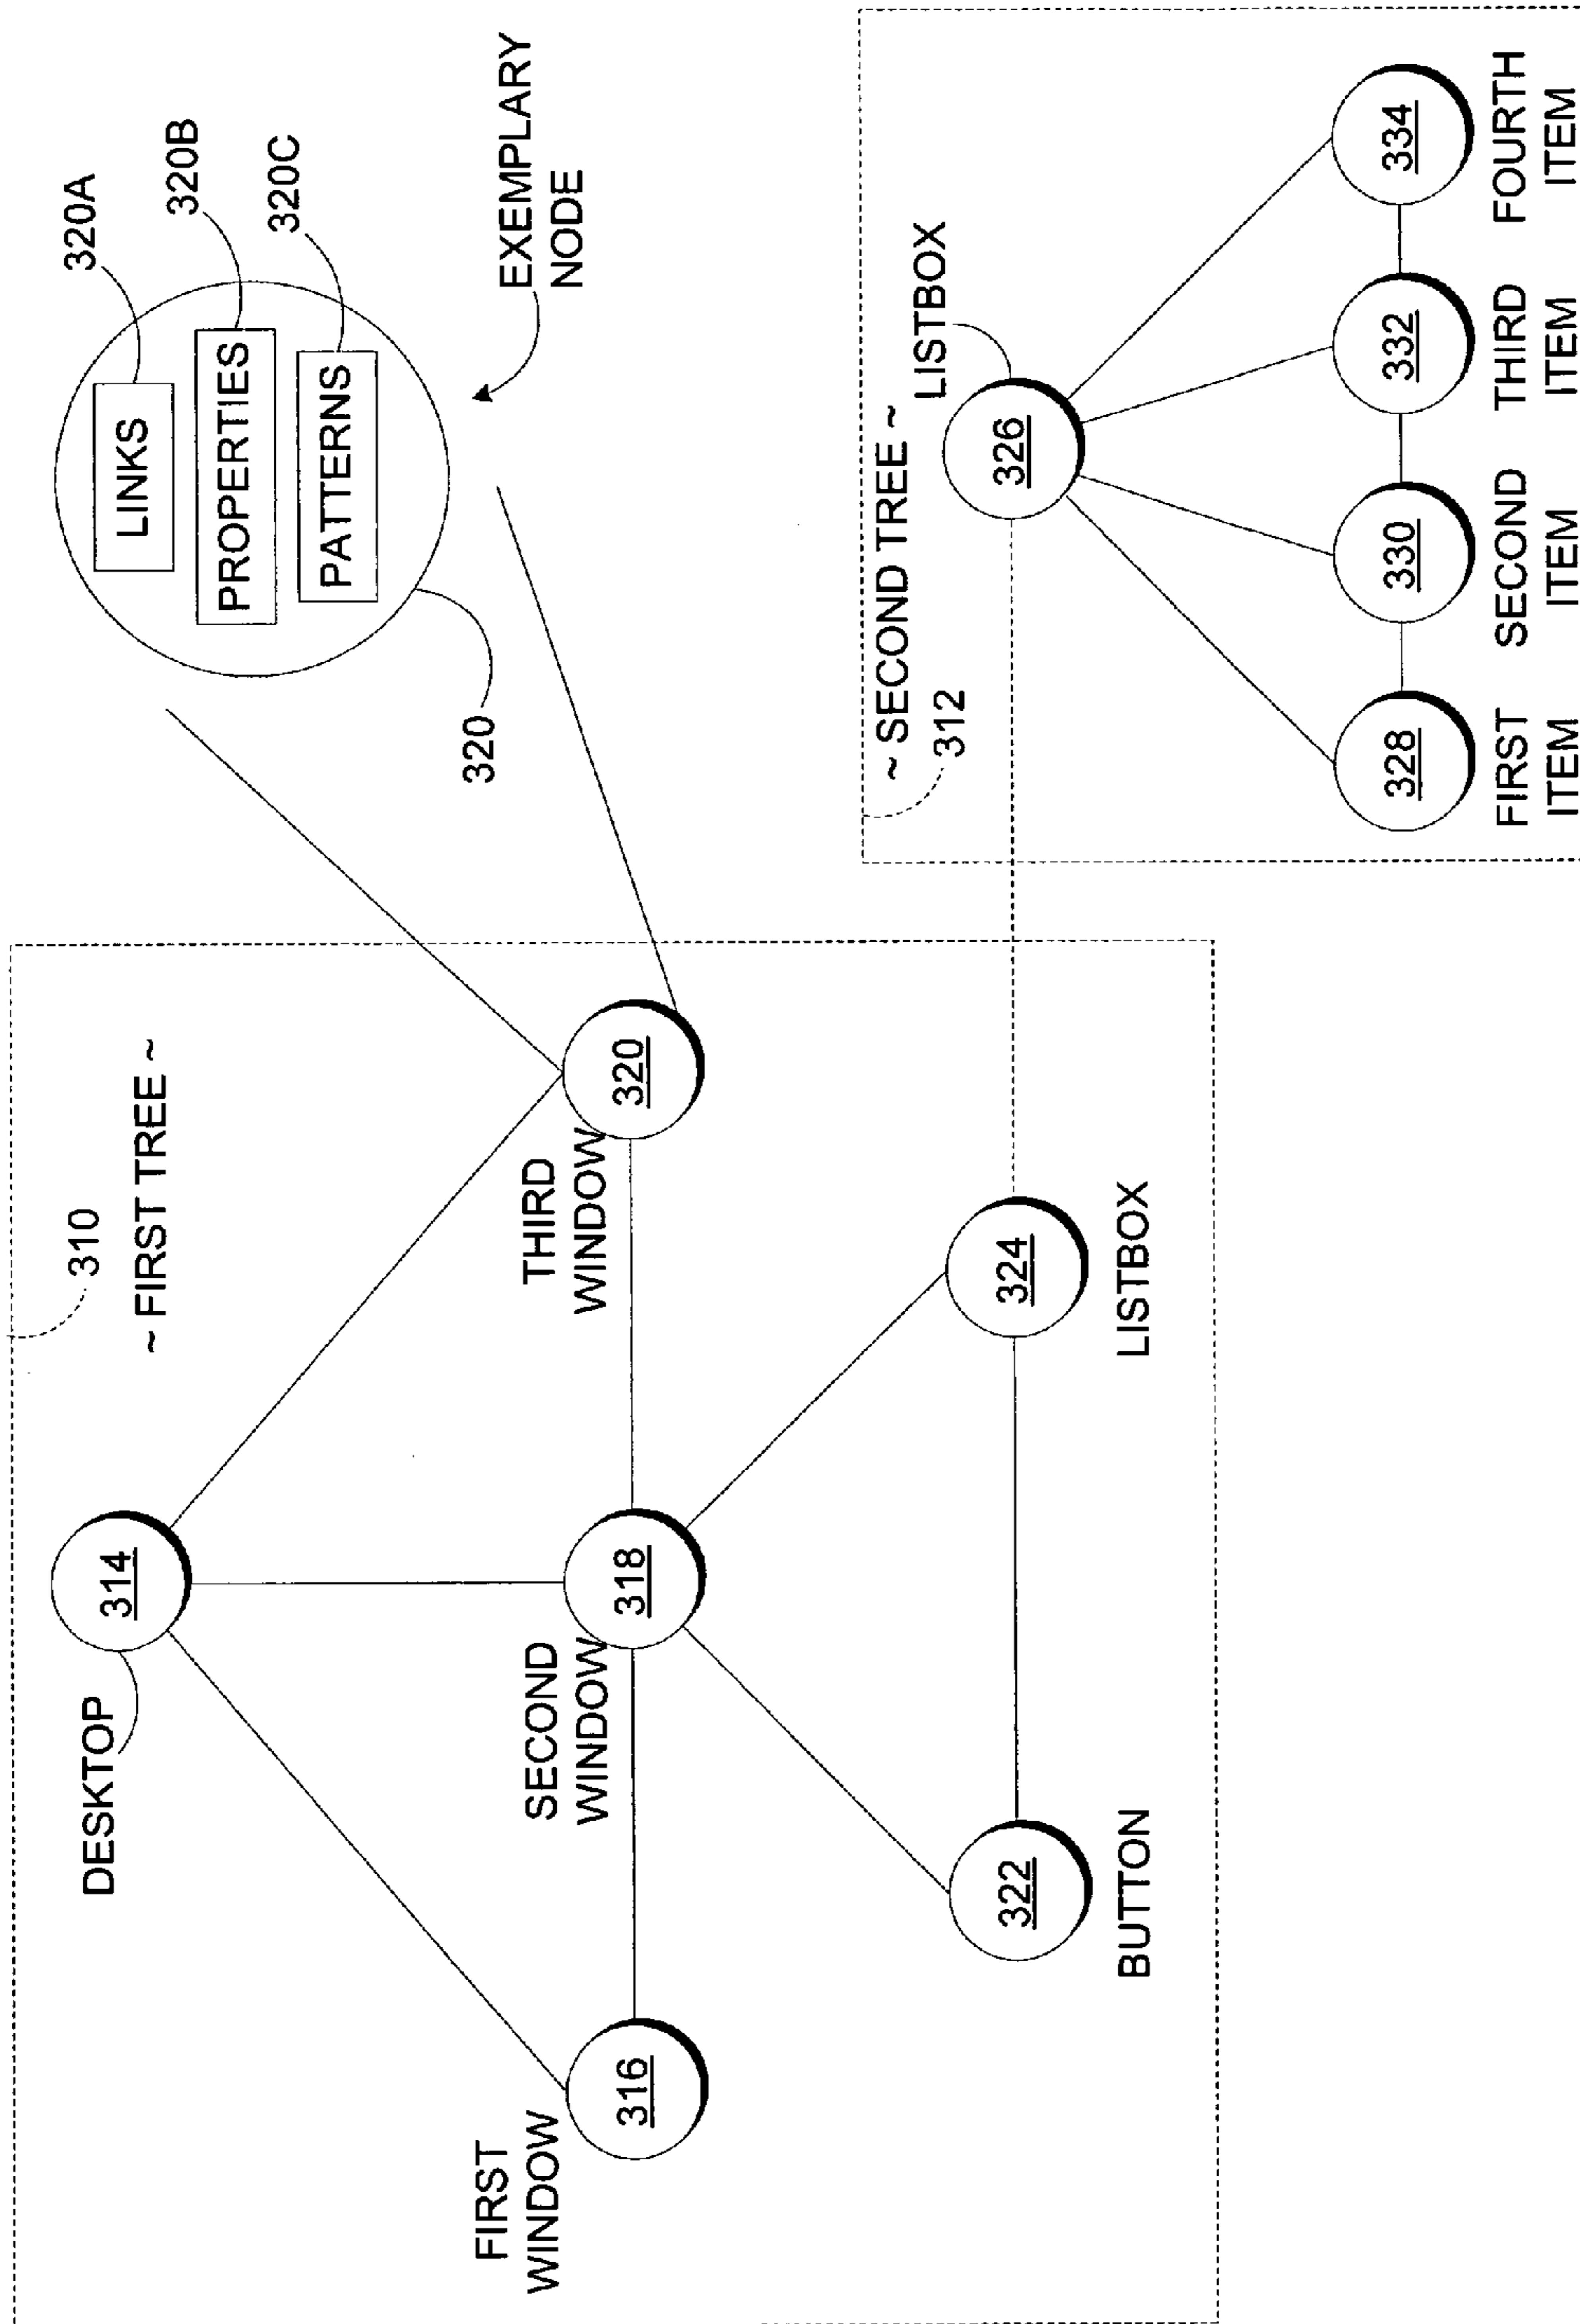 310
~ FIRST TREE ~
DESKTOP
314
FIRST
WINDOW
316
SECOND
WINDOW
318
THIRD
WINDOW
320
322
BUTTON
324
LISTBOX
LINKS
PROPERTIES
PATTERNS
320A
320B
320C
320
EXEMPLARY
NODE
~ SECOND TREE ~
312
LISTBOX
326
328
330
332
334
FIRST
ITEM
SECOND
ITEM
THIRD
ITEM
FOURTH
ITEM